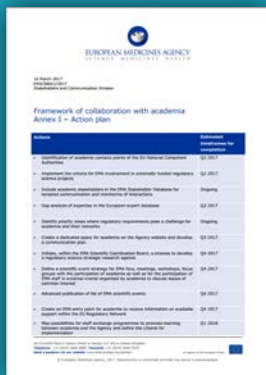 EUROPEAN MEDICINES AGENCY
SCIENCE MEDICINES HEALTH
16 March 2017
Stakeholders and Communication Division
Framework of collaboration with academia
Annex I – Action plan
Actions
Estimated
timeframes for
completion
Identification of academia contacts points of the EU National Competent
Authorities
Q2 2017
Implement the criteria for EMA involvement in externally funded regulatory
science projects
Q2 2017
Include academia stakeholders in the EMA Stakeholder Database for
targeted communication and monitoring of interactions
Ongoing
Gap analysis of expertise in the European expert database
Q3 2017
Identify priority areas where regulatory requirements pose a challenge for
academia and their networks
Ongoing
Create a dedicated space for academia on the Agency website and develop
a communication plan
Q3 2017
Initiate, within the EMA Scientific Coordination Board, a process to develop
a regulatory science strategic research agenda
Q4 2017
Define a scientific event strategy for EMA
groups with the participation of academia as well as for the participation of
EMA staff in external events organised by academia to discuss issues of
common interest
Q4 2017
Advanced publication of list of EMA scientific events
Q4 2017
Create an EMA entry point for academia to receive information on available
support within the EU Regulatory Network
Q4 2017
Map possibilities for staff exchange programmes to promote learning
between academia and the Agency and define the criteria for
implementation
Q1 2018